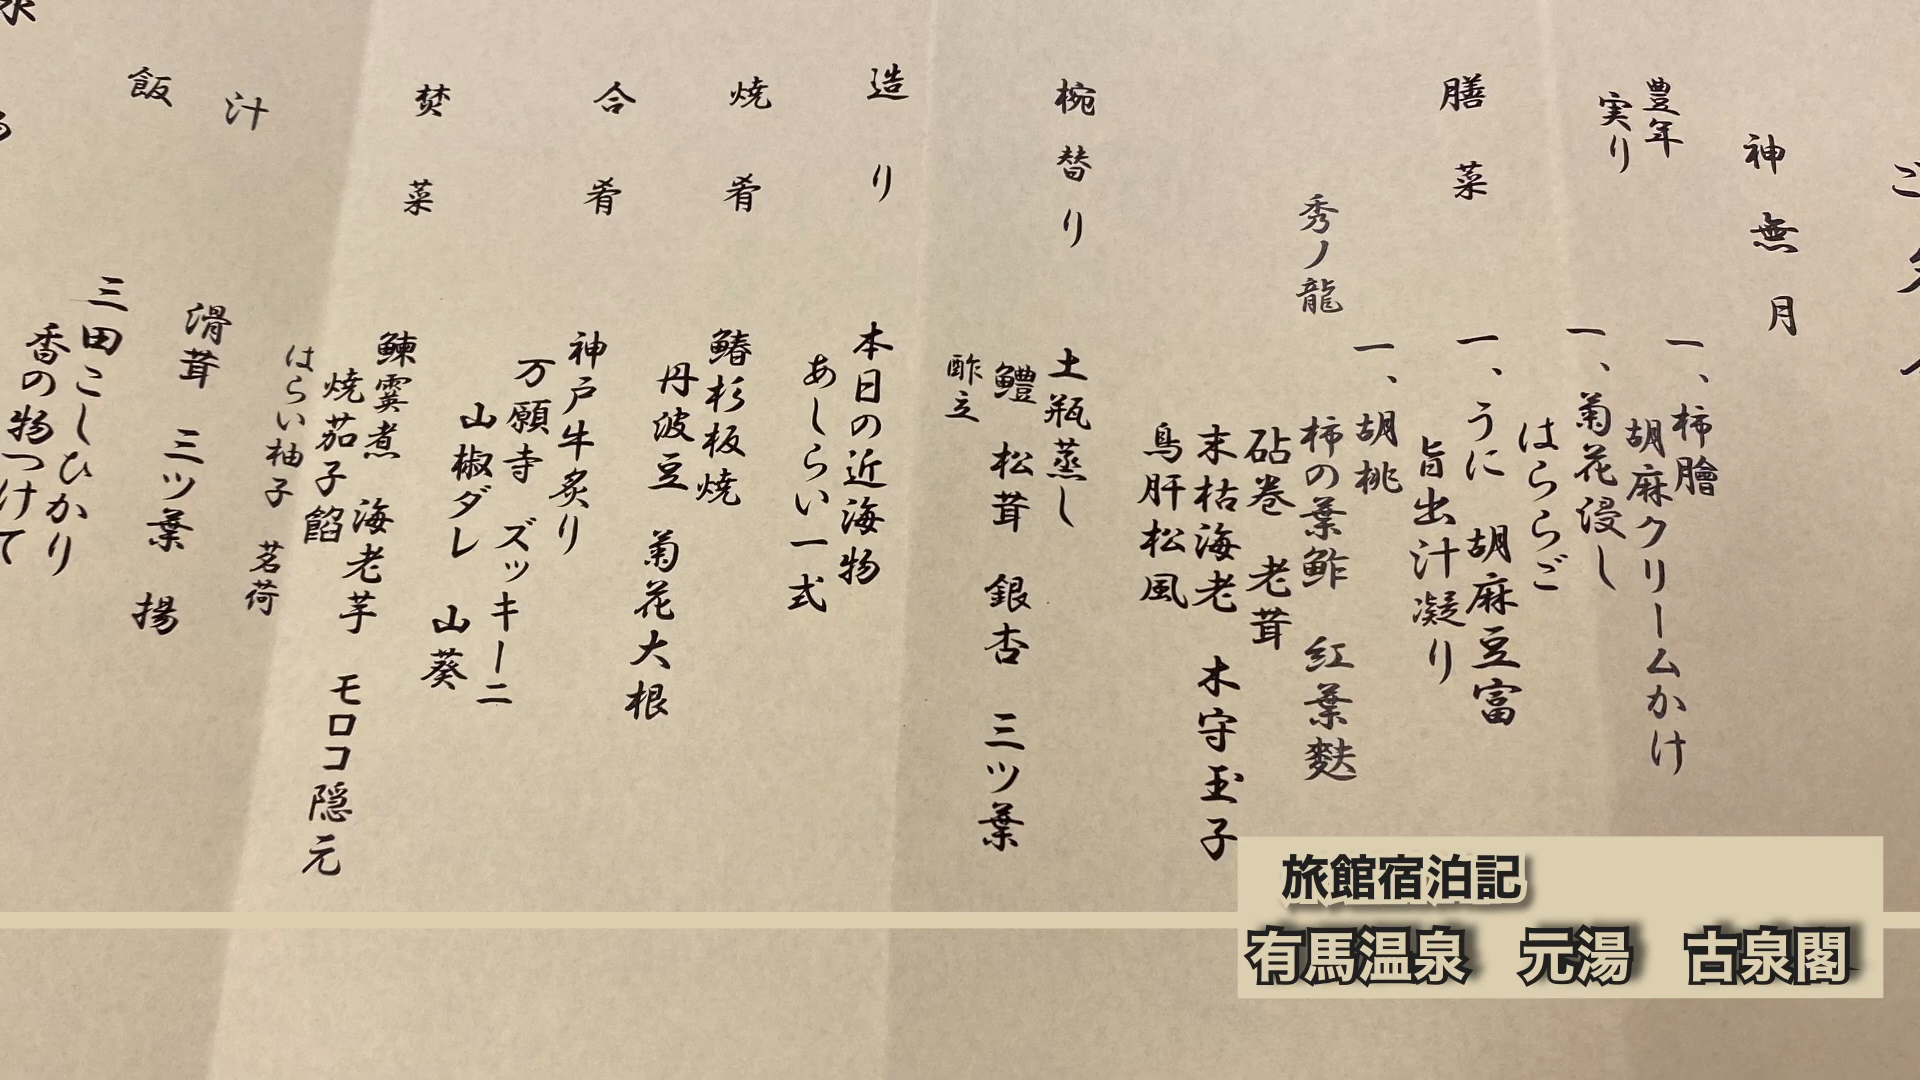 神無月
豊年
実り
膳菜
一、柿膾
胡麻クリームかけ
一、菊花浸し
はららご
一、うに 胡麻豆富
旨出汁凝り
一、胡桃
秀ノ龍
柿の葉鮓 紅葉麩
砧巻 老茸
末枯海老 木守玉子
鳥肝松風
椀替り
土瓶蒸し
鱧 松茸 銀杏 三ツ葉
酢立
造り
本日の近海物
あしらい一式
焼肴
鰆杉板焼
丹波豆 菊花大根
合肴
神戸牛炙り
万願寺 ズッキーニ
山椒ダレ 山葵
焚菜
鰊霙煮 海老芋 モロコ隠元
焼茄子餡
はらい柚子 茗荷
汁
滑茸 三ツ葉 揚
飯
三田こしひかり
香の物つけて
旅館宿泊記
有馬温泉 元湯 古泉閣